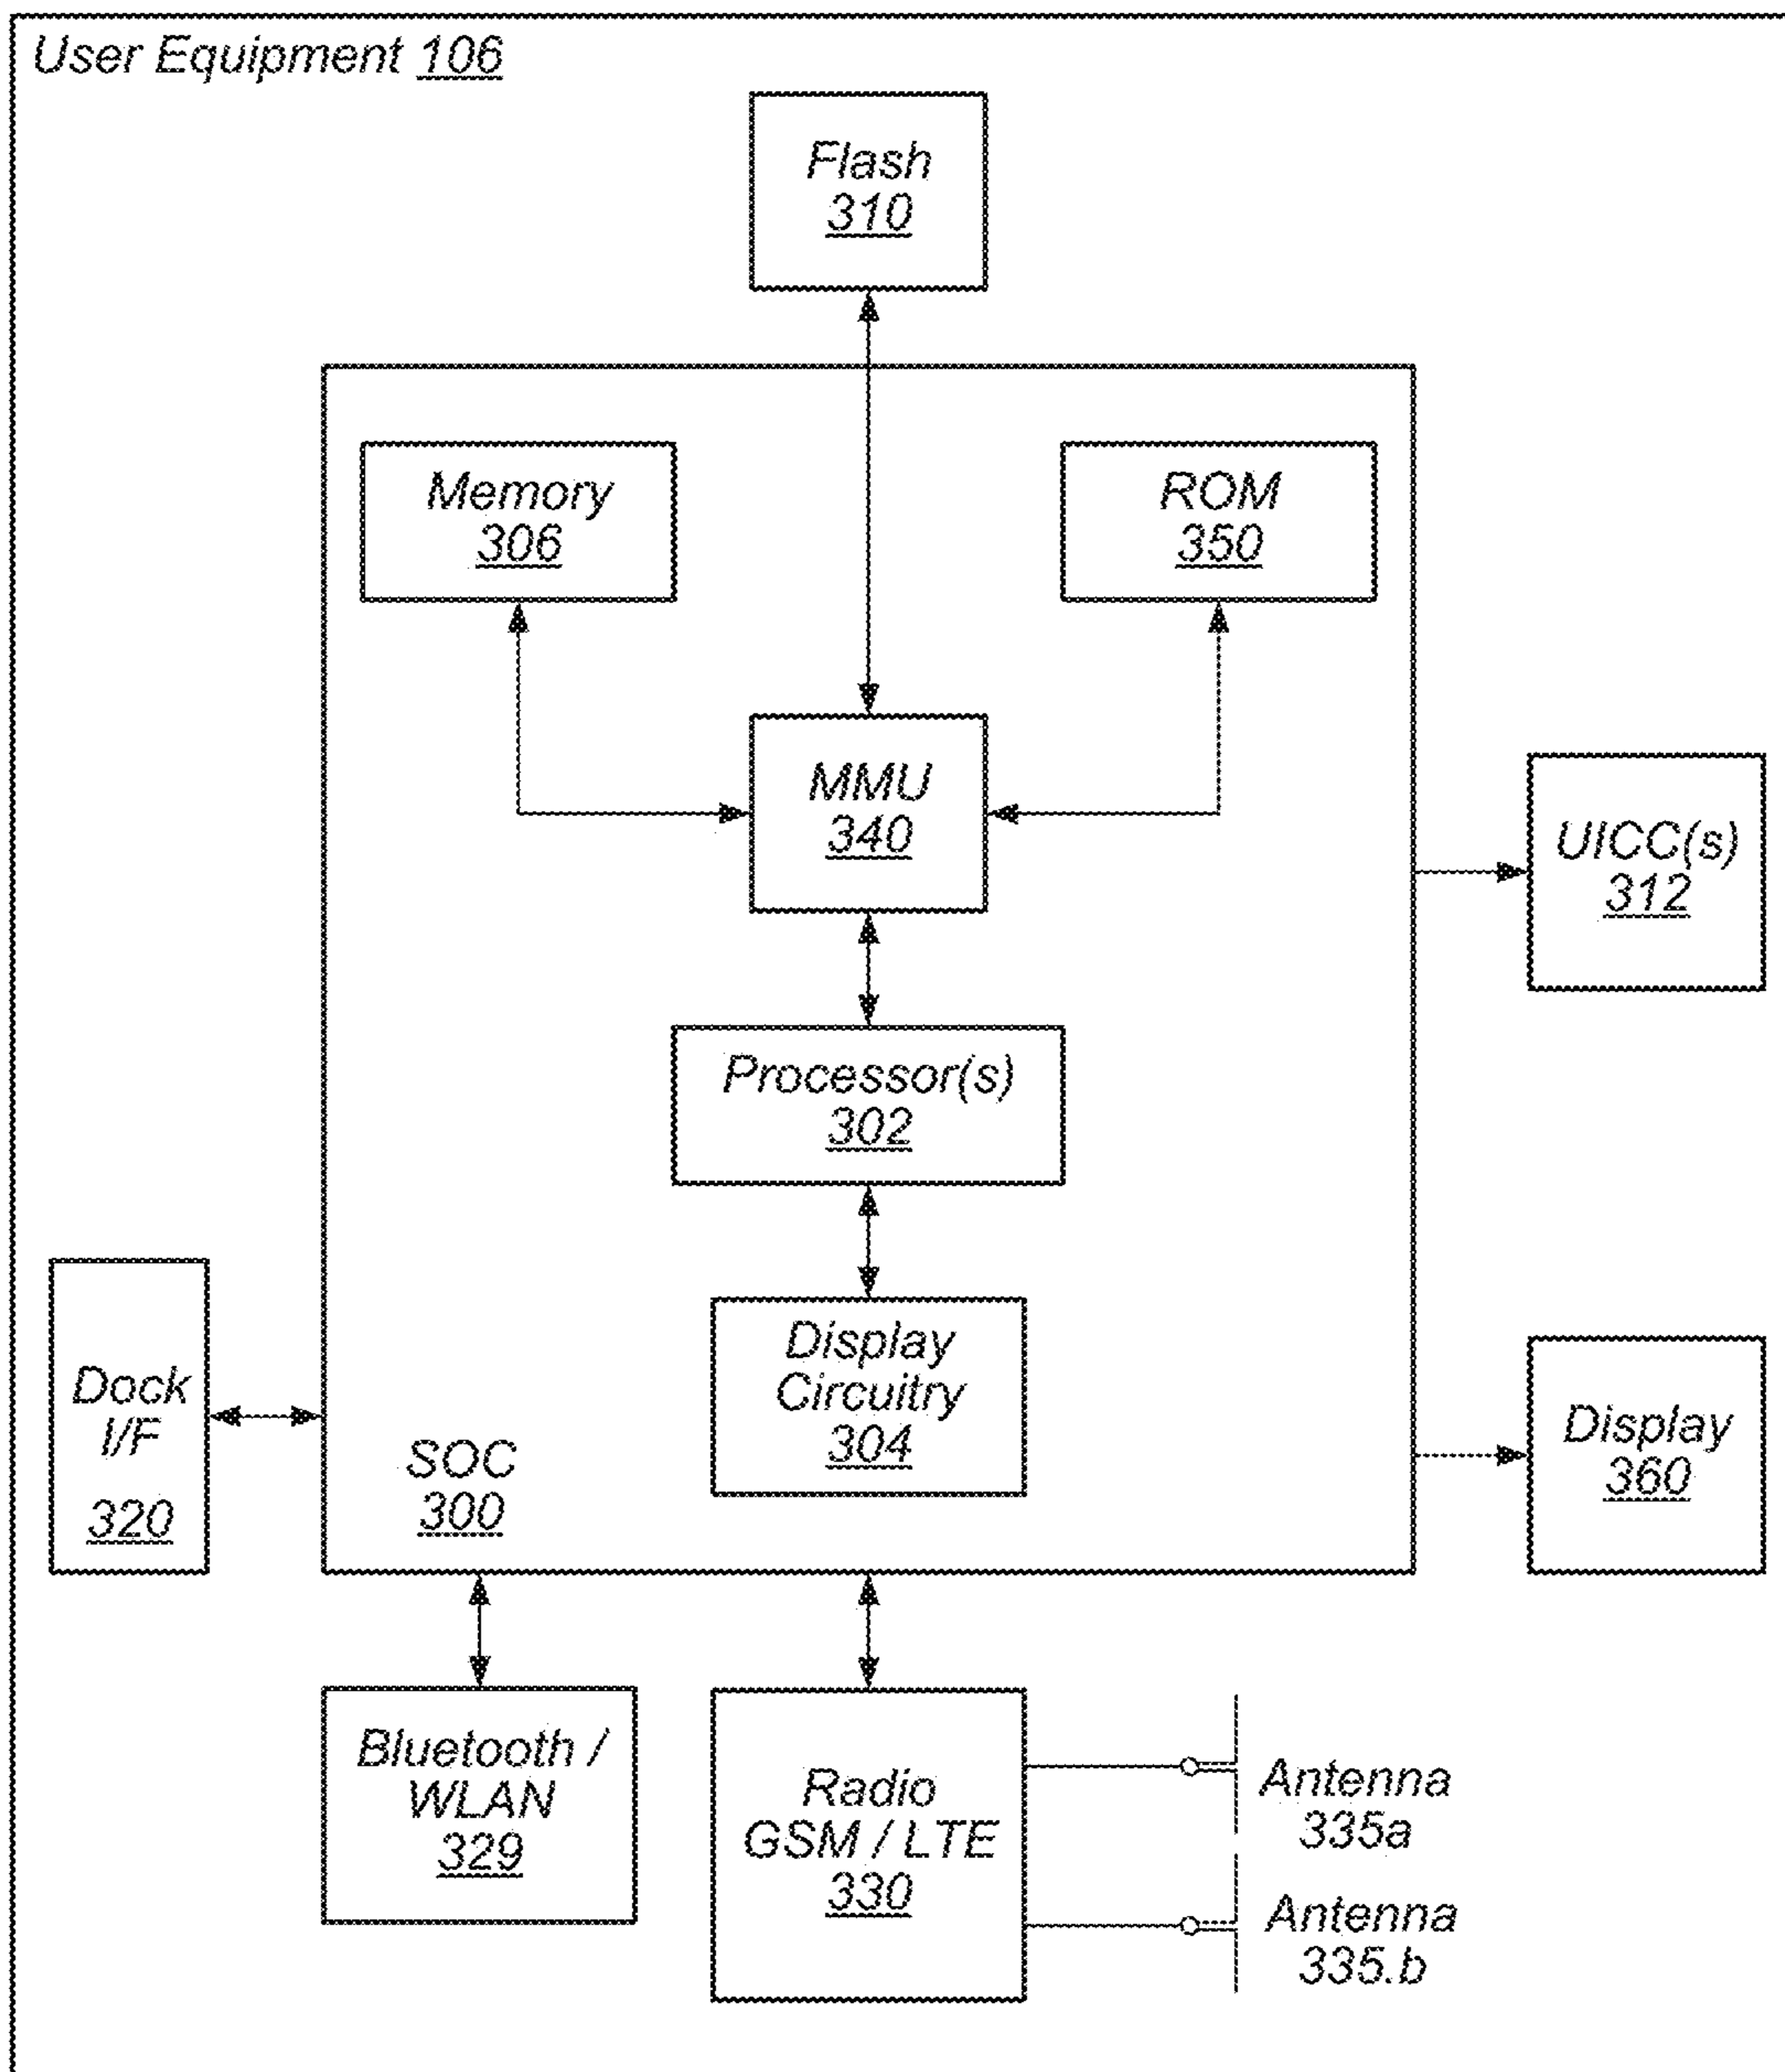 User Equipment 106
Flash
310
Memory
306
ROM
350
MMU
340
UICC(s)
312
Processor(s)
302
Display
Circuitry
304
Dock
I/F
320
SOC
300
Display
360
Bluetooth /
WLAN
329
Radio
GSM / LTE
330
Antenna
335a
Antenna
335.b